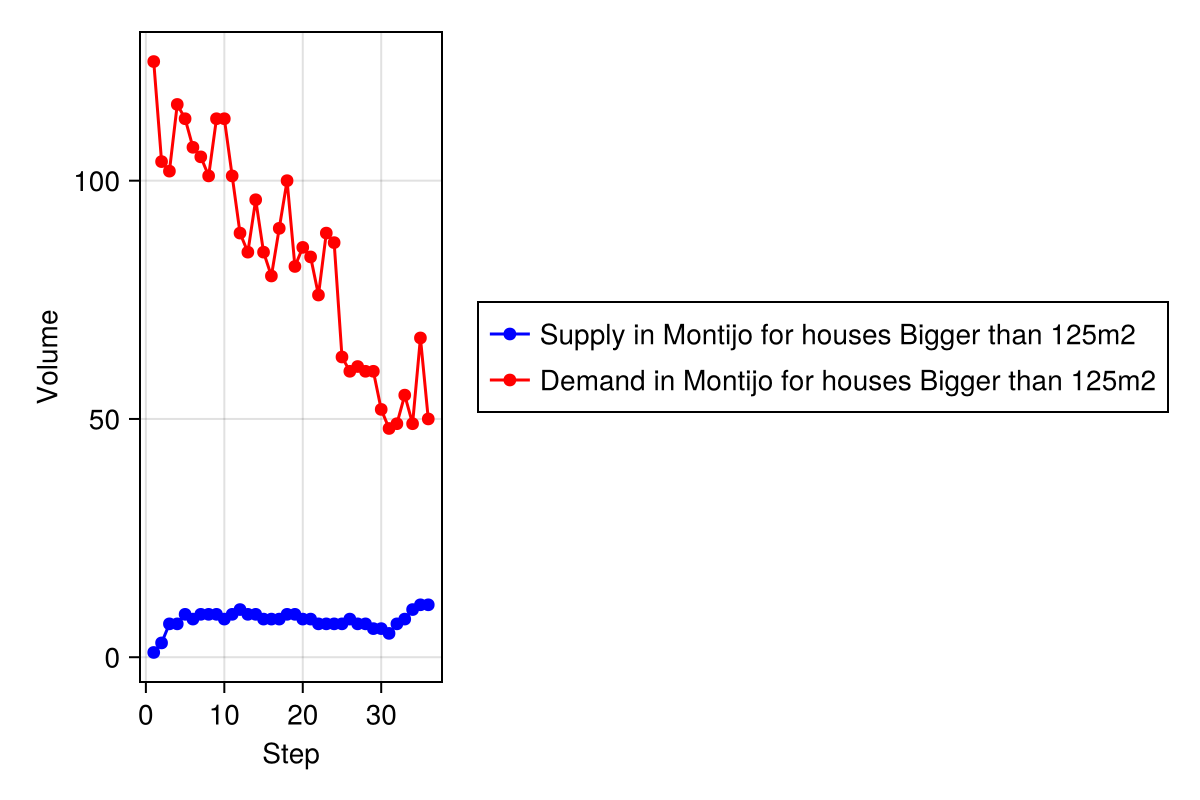 Volume
100
50
0
0 10 20 30
Step
Supply in Montijo for houses Bigger than 125m2
Demand in Montijo for houses Bigger than 125m2